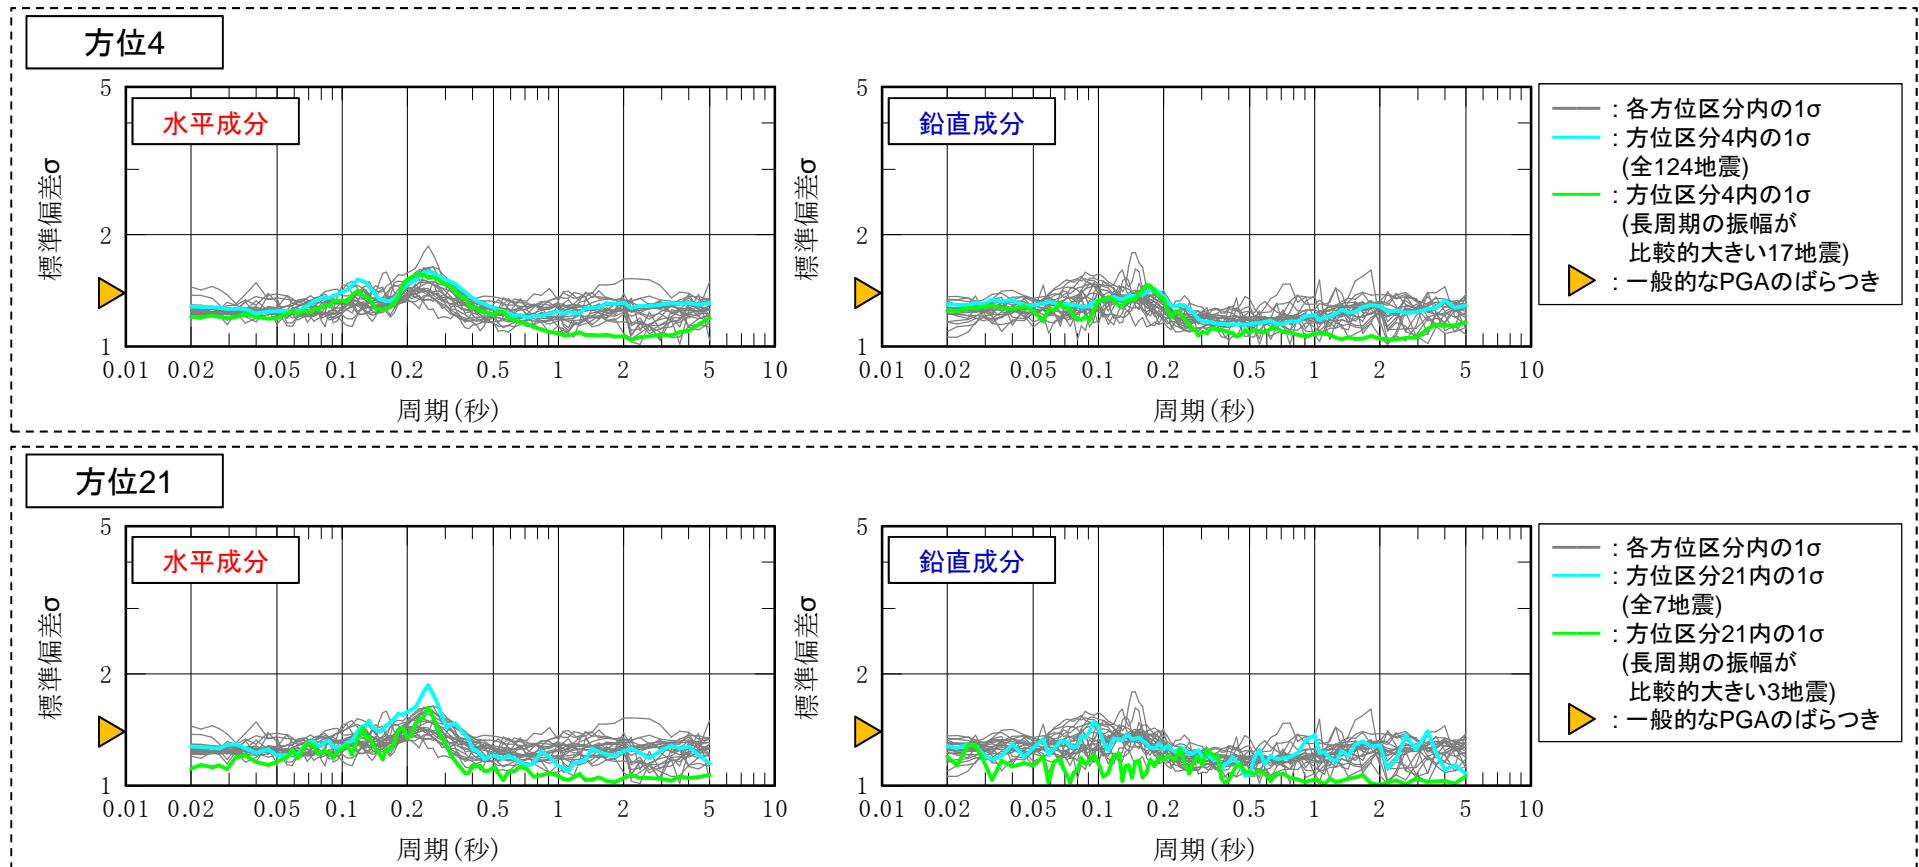 方位4
5
2
1
標準偏差σ
水平成分
0.01 0.02 0.05 0.1 0.2 0.5 1 2 5 10
周期(秒)
5
2
1
標準偏差σ
鉛直成分
0.01 0.02 0.05 0.1 0.2 0.5 1 2 5 10
周期(秒)
: 各方位区分内の1σ
: 方位区分4内の1σ
(全124地震)
: 方位区分4内の1σ
(長周期の振幅が
比較的大きい17地震)
: 一般的なPGAのばらつき
方位21
5
2
1
標準偏差σ
水平成分
0.01 0.02 0.05 0.1 0.2 0.5 1 2 5 10
周期(秒)
5
2
1
標準偏差σ
鉛直成分
0.01 0.02 0.05 0.1 0.2 0.5 1 2 5 10
周期(秒)
: 各方位区分内の1σ
: 方位区分21内の1σ
(全7地震)
: 方位区分21内の1σ
(長周期の振幅が
比較的大きい3地震)
: 一般的なPGAのばらつき